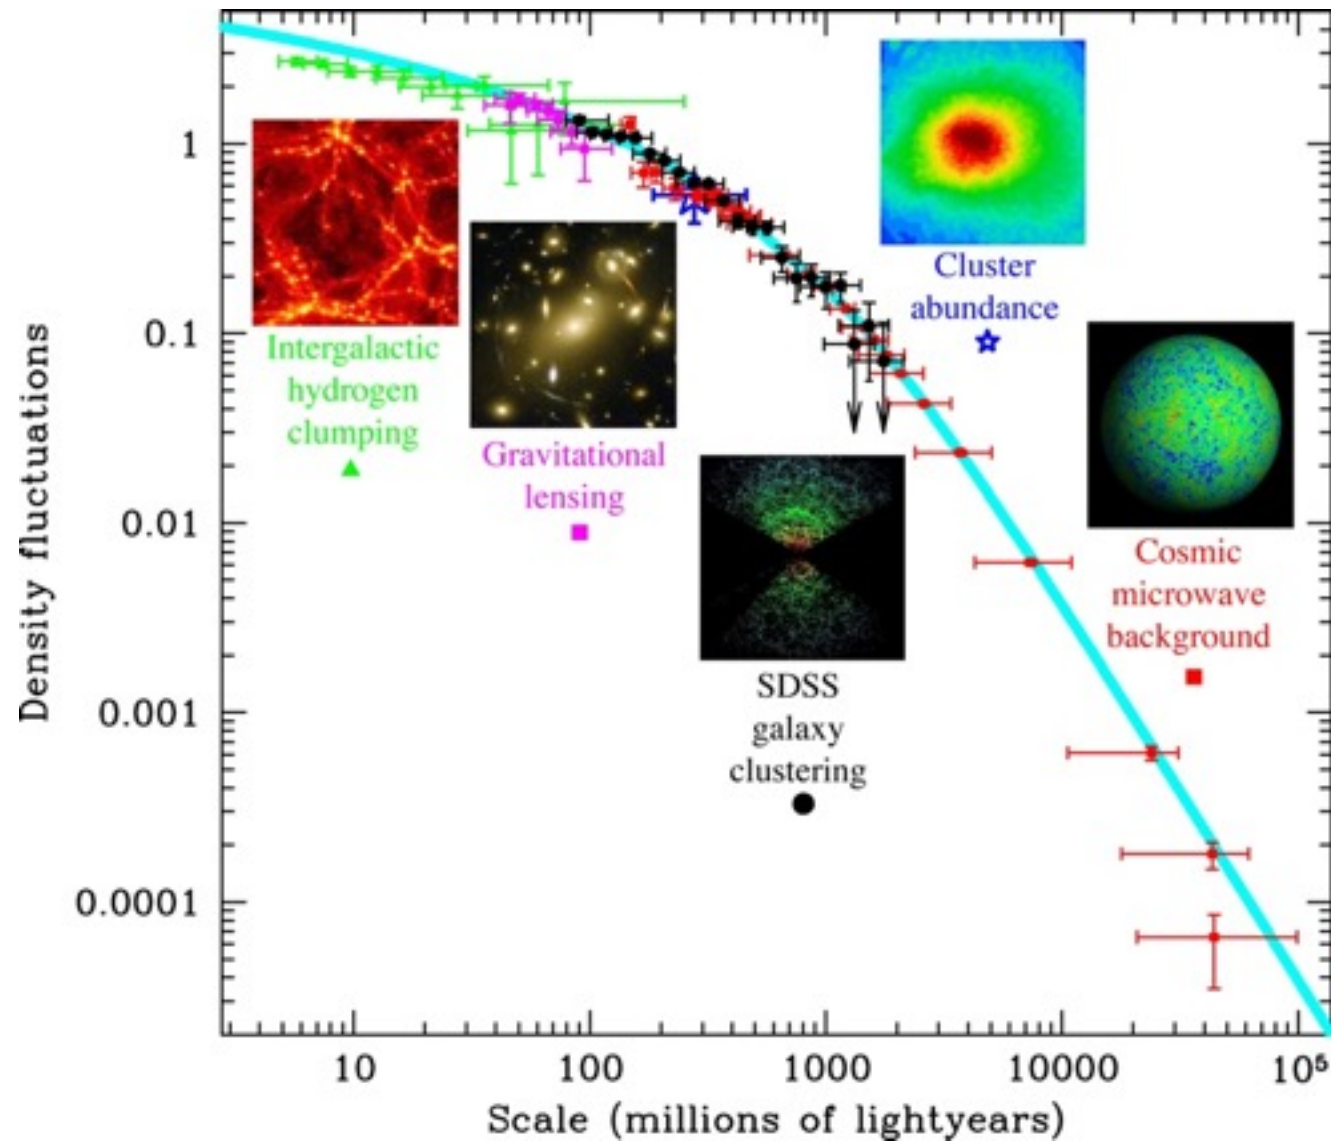 Density fluctuations
1
0.1
0.01
0.001
0.0001
Intergalactic
hydrogen
clumping
Gravitational
lensing
SDSS
galaxy
clustering
Cluster
abundance
Cosmic
microwave
background
10
100
1000
10000
10⁵
Scale (millions of lightyears)